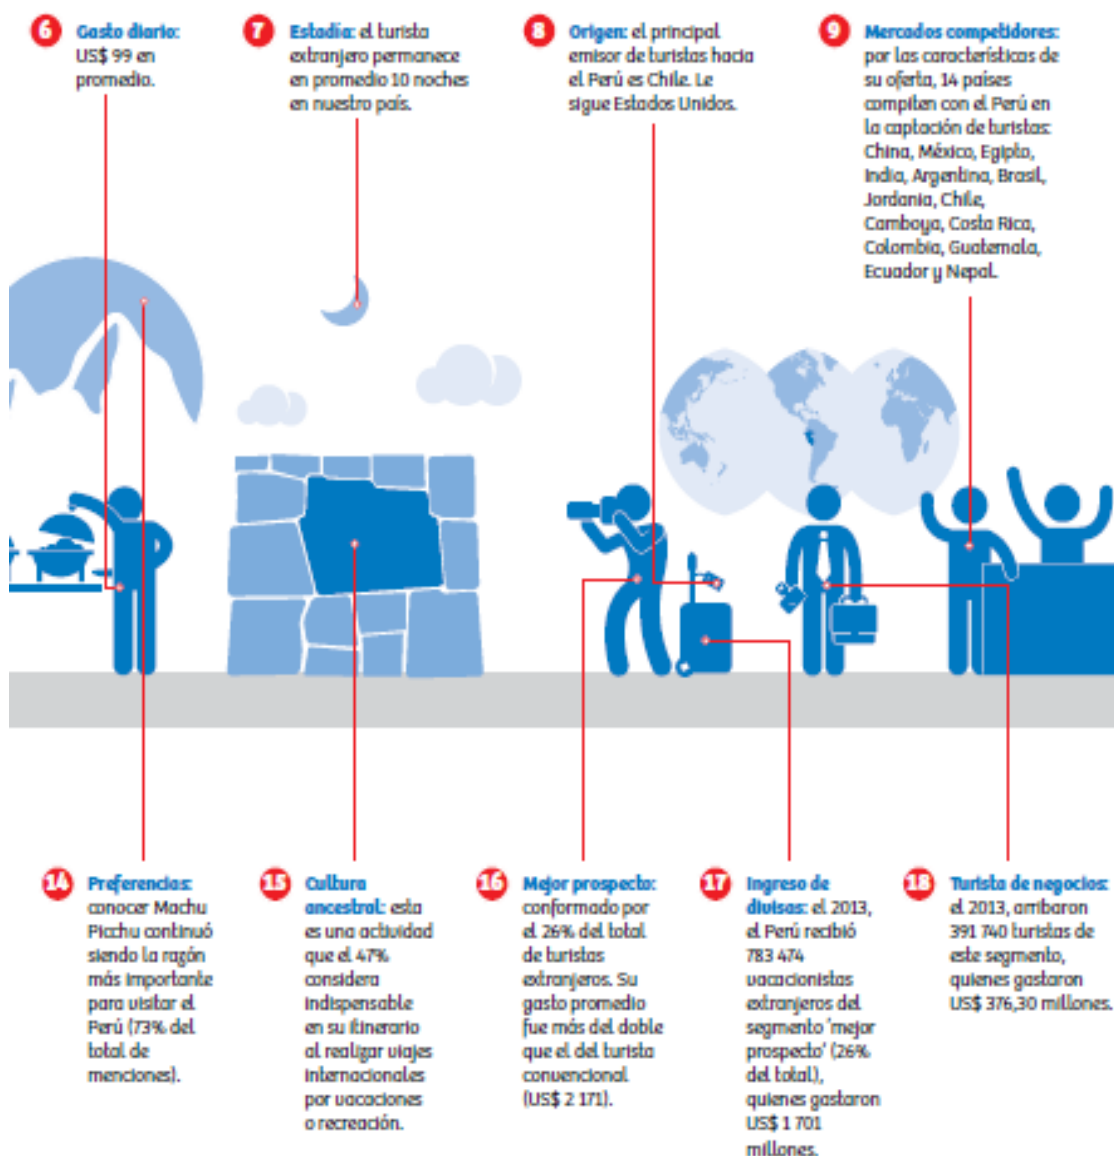 6 Gasto diario:
US$ 99 en
promedio.
7 Estadía: el turista
extranjero permanece
en promedio 10 noches
en nuestro país.
8 Origen: el principal
emisor de turistas hacia
el Perú es Chile. Le
sigue Estados Unidos.
9 Mercados competidores:
por las características de
su oferta, 14 países
compiten con el Perú en
la captación de turistas:
China, México, Egipto,
India, Argentina, Brasil,
Jordania, Chile,
Camboya, Costa Rica,
Colombia, Guatemala,
Ecuador y Nepal.
14 Preferencias:
conocer Machu
Picchu continuó
siendo la razón
más importante
para visitar el
Perú (73% del
total de
menciones).
15 Cultura
ancestral: esta
es una actividad
que el 47%
considera
indispensable
en su itinerario
al realizar viajes
internacionales
por vacaciones
o recreación.
16 Mejor prospecto:
conformado por
el 26% del total
de turistas
extranjeros. Su
gasto promedio
fue más del doble
que el del turista
convencional
(US$ 2 171).
17 Ingreso de
divisas: el 2013,
el Perú recibió
783 474
vacacionistas
extranjeros del
segmento 'mejor
prospecto' (26%
del total),
quienes gastaron
US$ 1 701
millones.
18 Turista de negocios:
el 2013, arribaron
391 740 turistas de
este segmento,
quienes gastaron
US$ 376,30 millones.